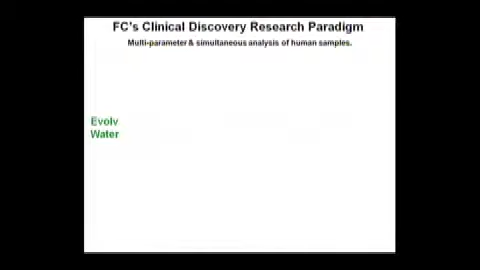 FC's Clinical Discovery Research Paradigm
Multi-parameter & simultaneous analysis of human samples.
Evolv
Water